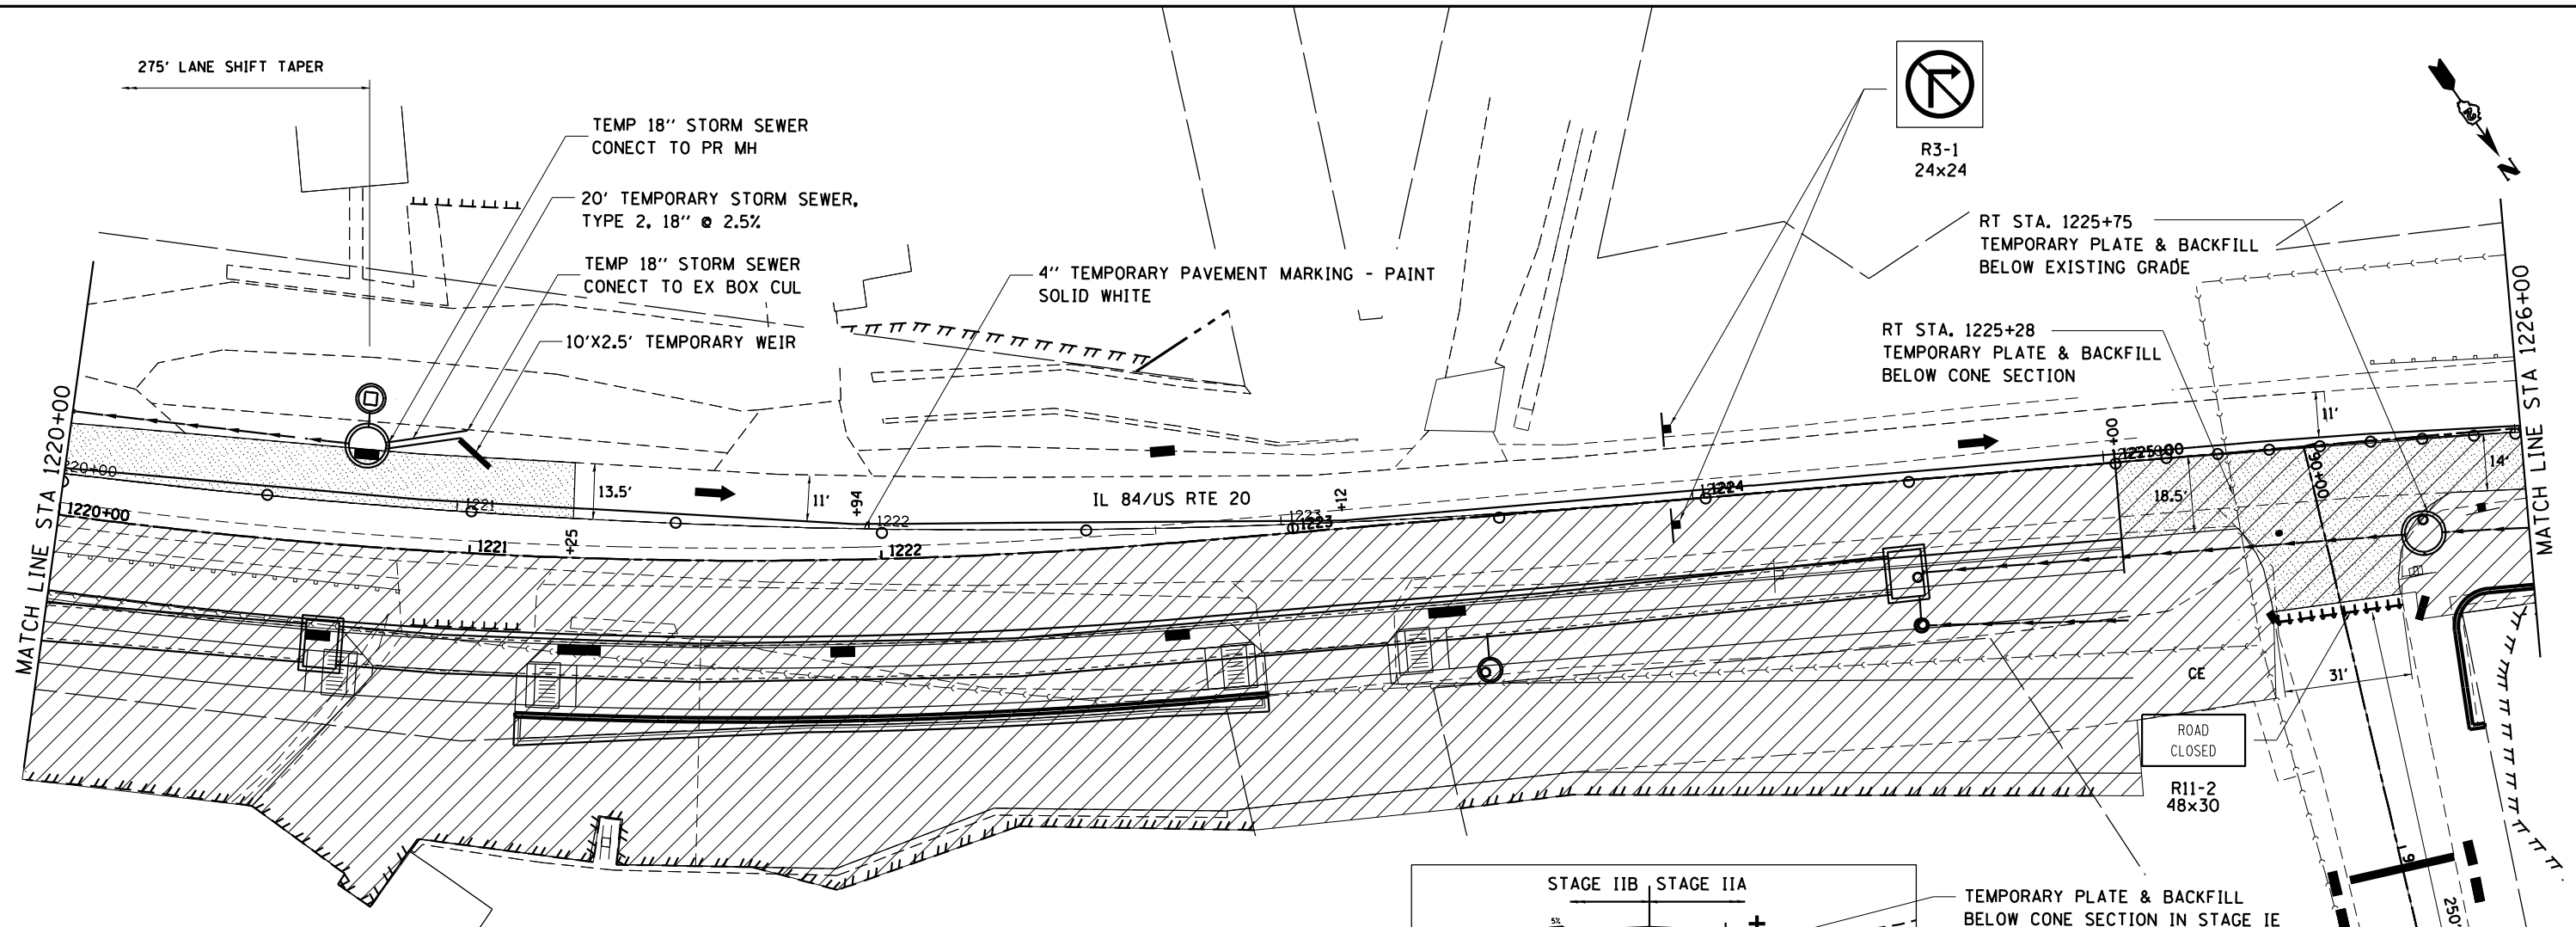 275' LANE SHIFT TAPER
TEMP 18'' STORM SEWER
CONECT TO PR MH
20' TEMPORARY STORM SEWER,
TYPE 2, 18'' @ 2.5%
TEMP 18'' STORM SEWER
CONECT TO EX BOX CUL
10'X2.5' TEMPORARY WEIR
4'' TEMPORARY PAVEMENT MARKING - PAINT
SOLID WHITE
R3-1
24x24
N
RT STA. 1225+75
TEMPORARY PLATE & BACKFILL
BELOW EXISTING GRADE
RT STA. 1225+28
TEMPORARY PLATE & BACKFILL
BELOW CONE SECTION
MATCH LINE STA 1220+00
MATCH LINE STA 1226+00
1220+00
1221
1221
+25
13.5'
11'
+94
1222
1222
IL 84/US RTE 20
+12
1223
1223
1224
+00
1225+00
18.5'
11'
14'
CE
31'
ROAD
CLOSED
R11-2
48x30
STAGE IIB
STAGE IIA
5%
TEMPORARY PLATE & BACKFILL
BELOW CONE SECTION IN STAGE IE
250'